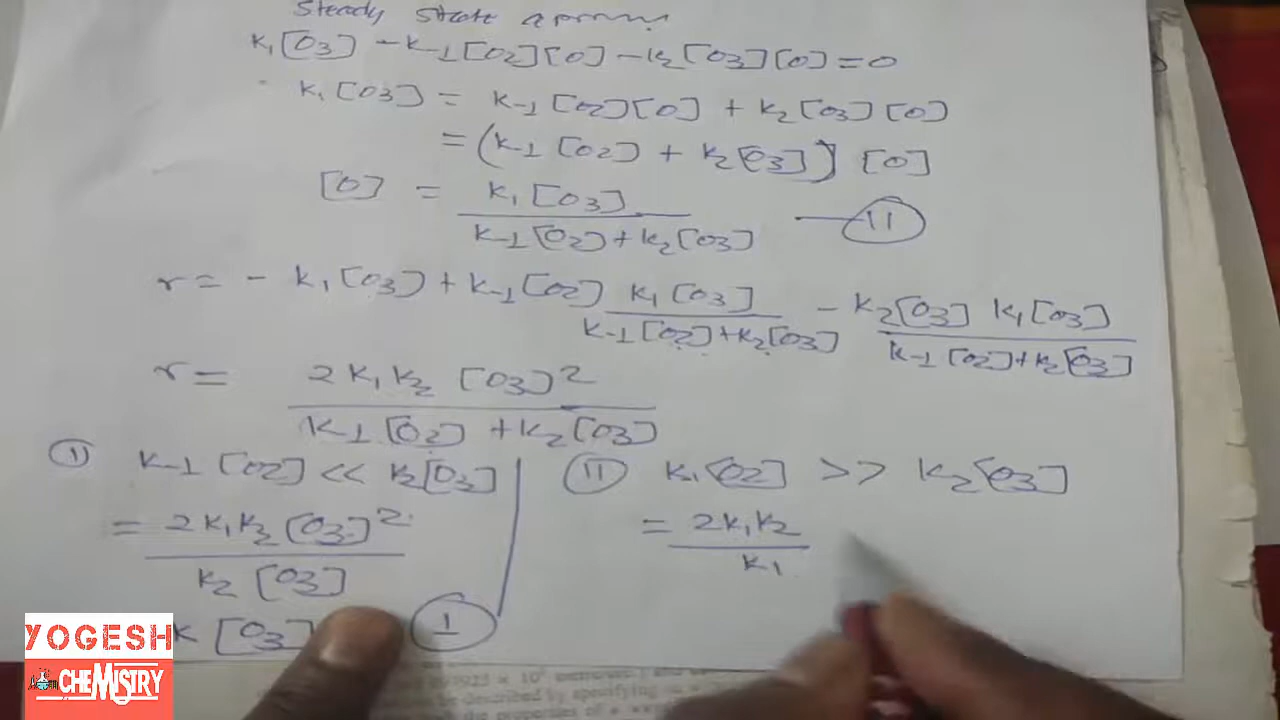 Steady State
k₁[O3] - k-1[O2][O] - k2[O3][O] = 0
k₁[O3] = k-1[O2][O] + k2[O3][O]
= (k-1[O2] + k2[O3]) [O]
[O] = k₁[O3] / k-1[O2]+k2[O3] — II
r = - k₁[O3] + k-1[O2] k₁[O3] / k-1[O2]+k2[O3] - k2[O3] k₁[O3] / k-1[O2]+k2[O3]
r = 2k₁k2[O3]² / k-1[O2] + k2[O3]
I k-1[O2] << k2[O3]
= 2k₁k2[O3]² / k2[O3]
k[O3] 1
II k₁[O2] >> k2[O3]
= 2k₁k2 / k₁
YOGESH
CHEMISTRY